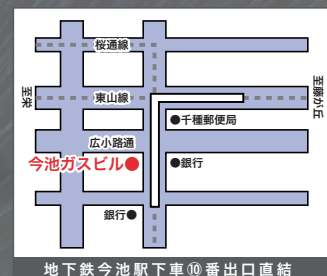 桜通線
至栄
東山線
至藤が丘
●千種郵便局
広小路通
今池ガスビル●
●銀行
銀行●
地下鉄今池駅下車⑩番出口直結